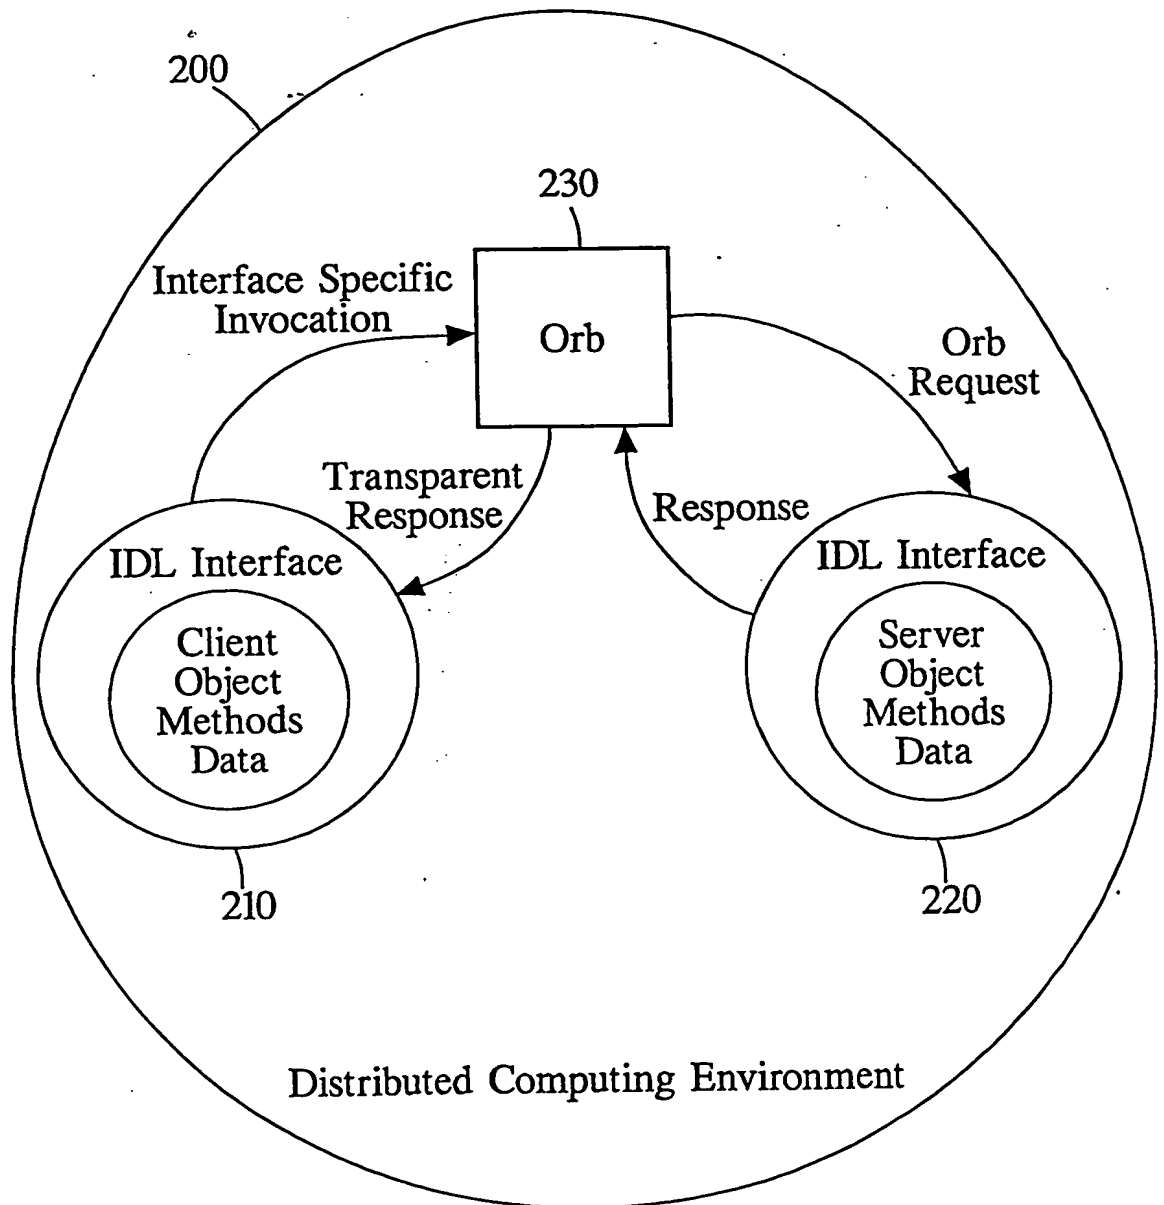 200
230
Interface Specific
Invocation
Orb
Orb
Request
Transparent
Response
Response
IDL Interface
Client
Object
Methods
Data
IDL Interface
Server
Object
Methods
Data
210
220
Distributed Computing Environment